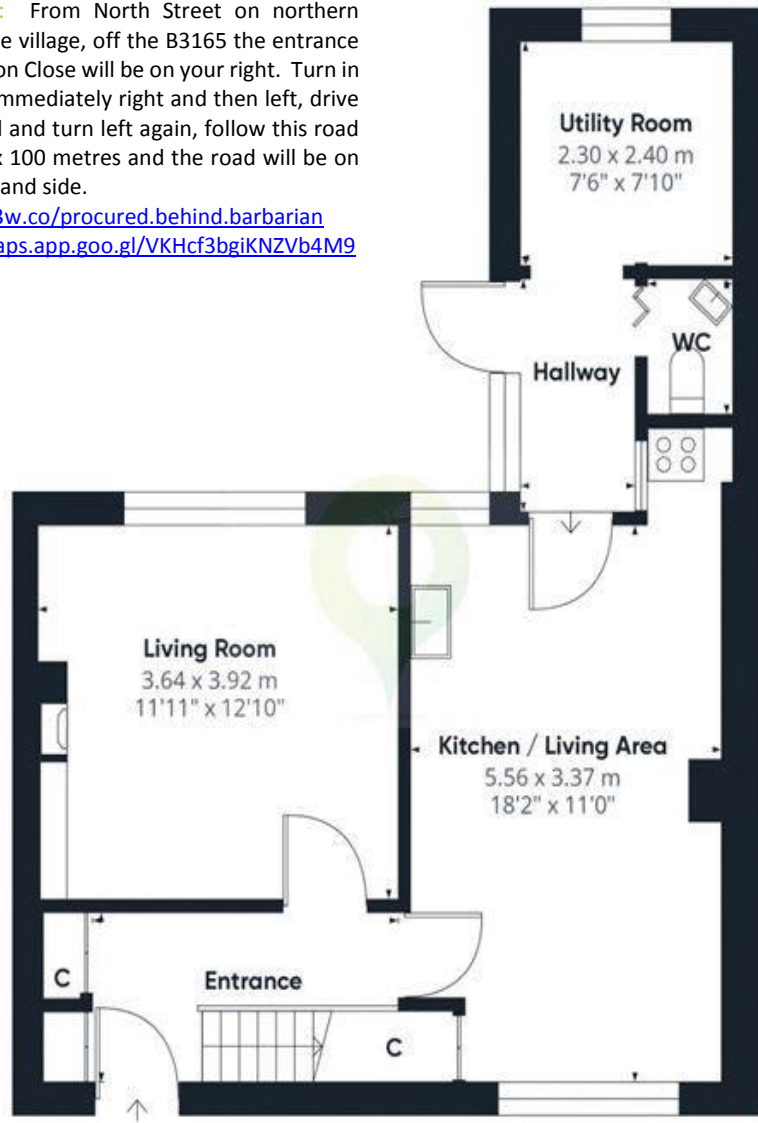 : From North Street on northern
e village, off the B3165 the entrance
on Close will be on your right. Turn in
mmediately right and then left, drive
and turn left again, follow this road
x 100 metres and the road will be on
and side.
3w.co/procured.behind.barbarian
aps.app.goo.gl/VKHcf3bgiKNZVb4M9
Utility Room
2.30 x 2.40 m
7'6" x 7'10"
WC
Hallway
Living Room
3.64 x 3.92 m
11'11" x 12'10"
Kitchen / Living Area
5.56 x 3.37 m
18'2" x 11'0"
C
Entrance
C